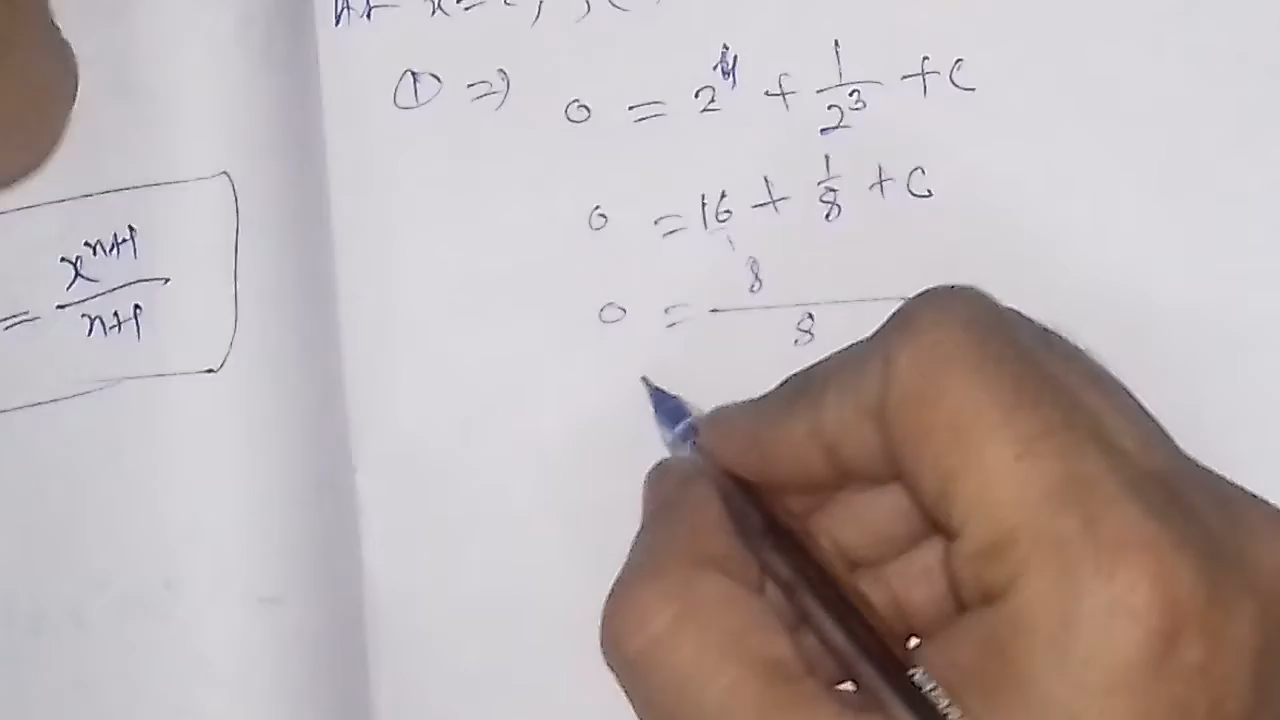 ① ⇒ 0 = 2⁴ + 1/2³ + C
0 = 16 + 1/8 + C
8
0 = /8
= xⁿ⁺¹/n+1